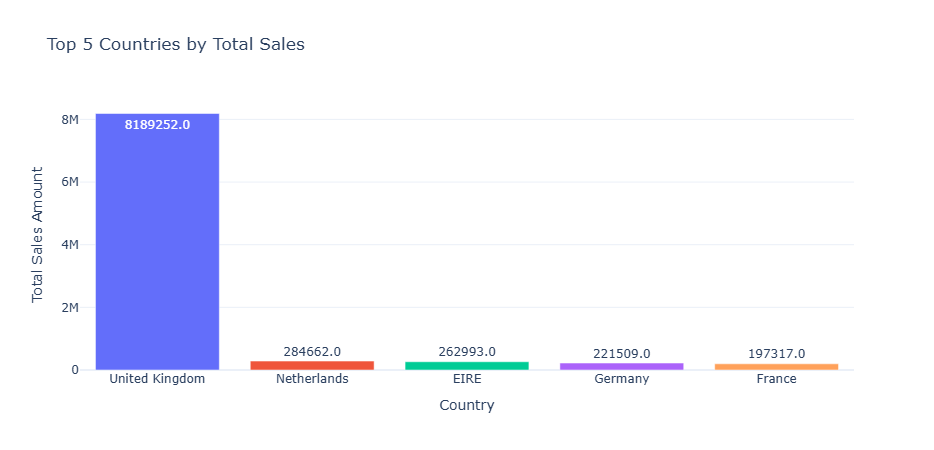 Top 5 Countries by Total Sales
Total Sales Amount
8M
6M
4M
2M
0
8189252.0
284662.0
262993.0
221509.0
197317.0
United Kingdom
Netherlands
EIRE
Germany
France
Country